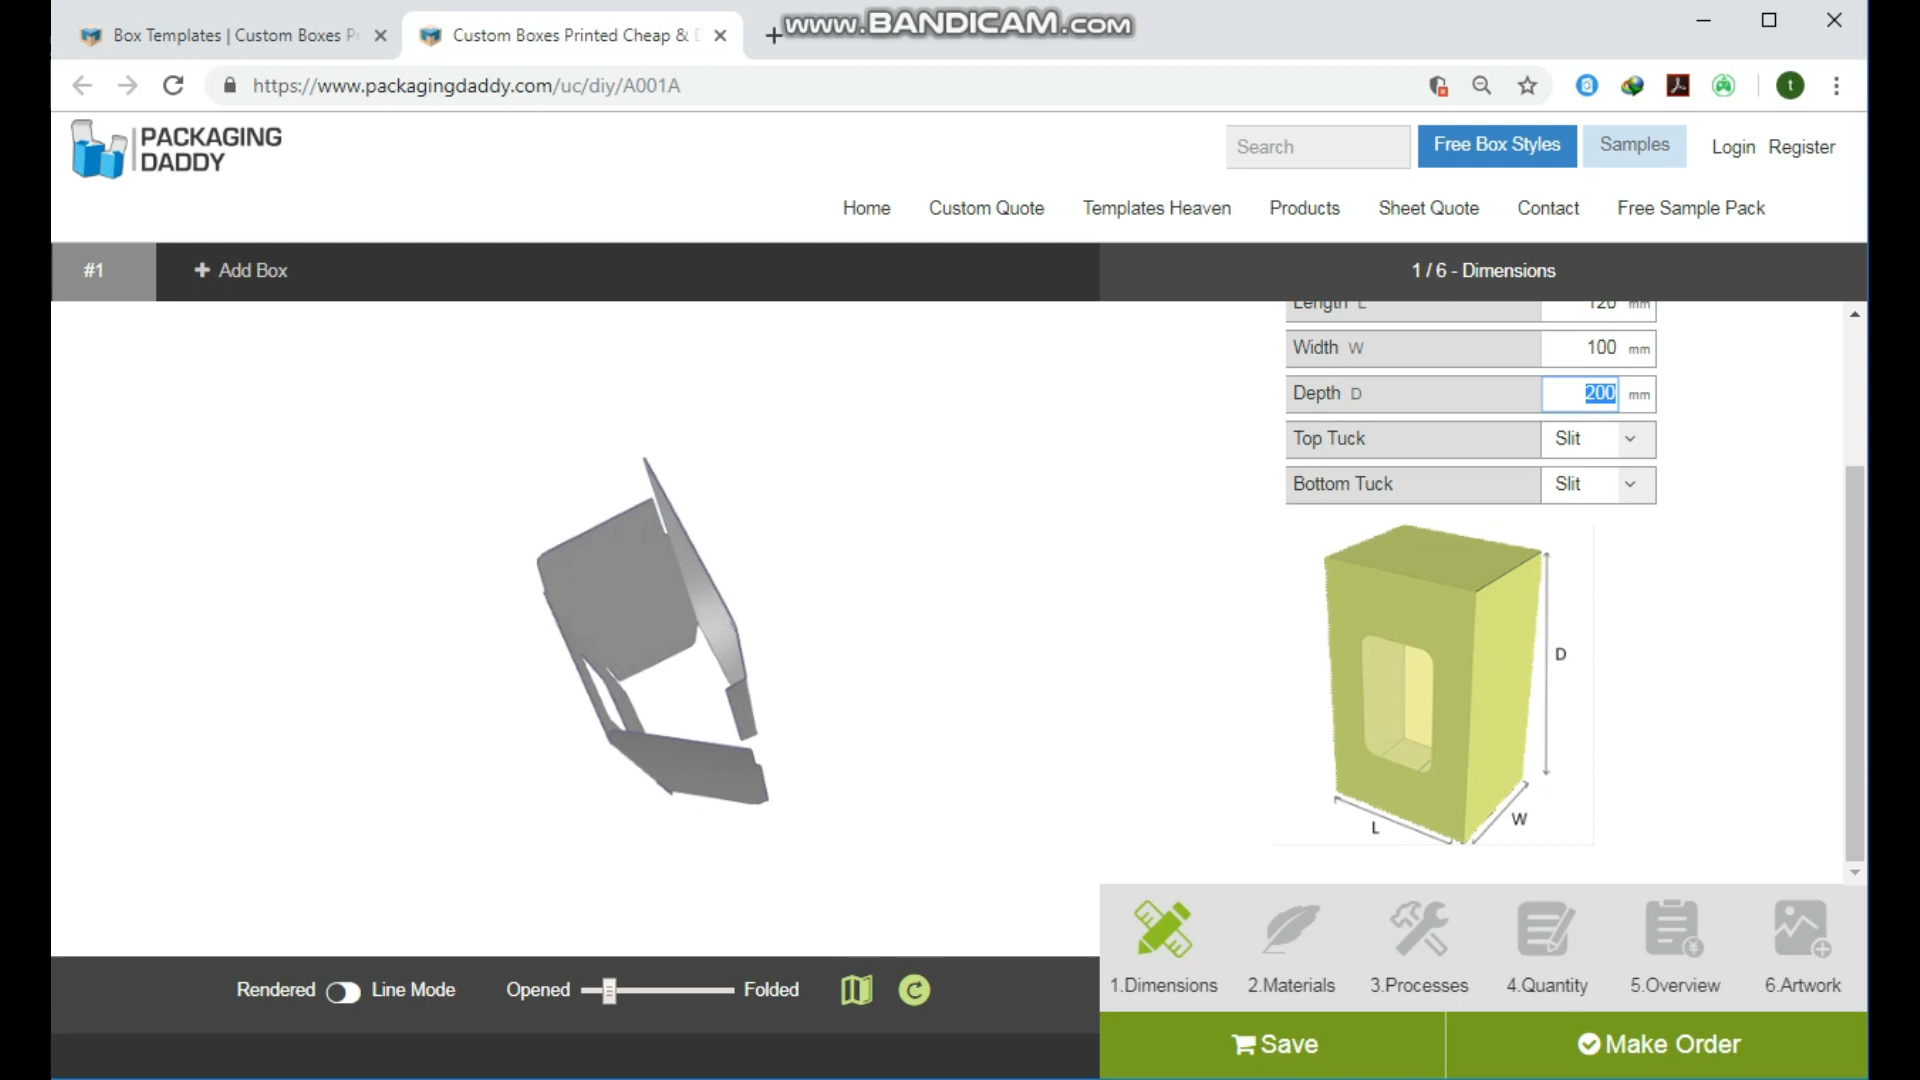 www.BANDICAM.com
Box Templates | Custom Boxes Pr
Custom Boxes Printed Cheap & D
https://www.packagingdaddy.com/uc/diy/A001A
t
PACKAGING
DADDY
Search
Free Box Styles
Samples
Login
Register
Home
Custom Quote
Templates Heaven
Products
Sheet Quote
Contact
Free Sample Pack
#1
Add Box
1 / 6 - Dimensions
Length L 120 mm
Width W 100 mm
Depth D 200 mm
Top Tuck Slit
Bottom Tuck Slit
D
W
L
1.Dimensions
2.Materials
3.Processes
4.Quantity
5.Overview
6.Artwork
Rendered
Line Mode
Opened
Folded
Save
Make Order